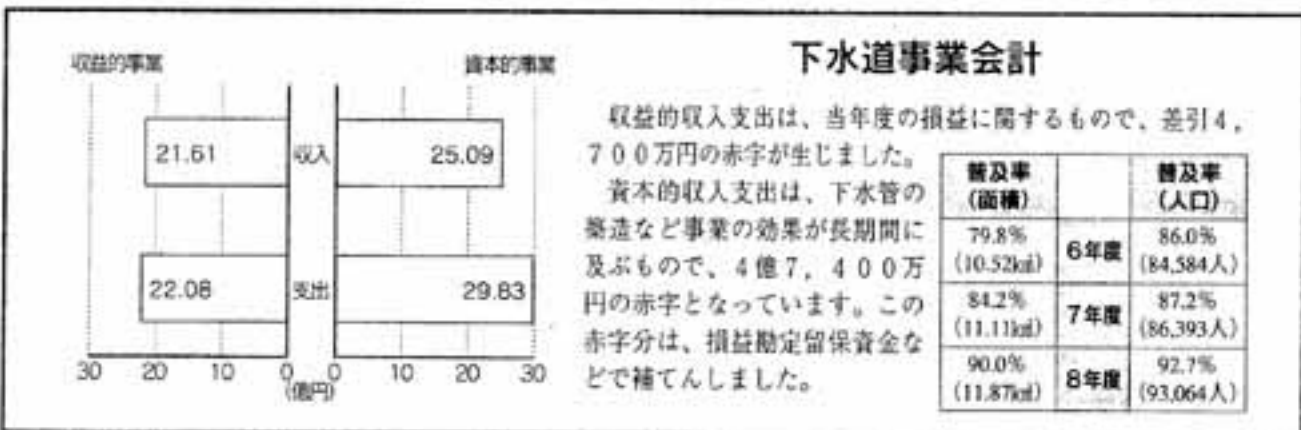 下水道事業会計
収益的事業 資本的事業
21.61 収入 25.09
22.08 支出 29.83
30 20 10 0 0 10 20 30
(億円)
収益的収入支出は、当年度の損益に関するもので、差引4,
700万円の赤字が生じました。
資本的収入支出は、下水管の
築造など事業の効果が長期間に
及ぶもので、4億7,400万
円の赤字となっています。この
赤字分は、損益勘定留保資金な
どで補てんしました。
普及率 普及率
(面積) (人口)
79.8% 6年度 86.0%
(10.52㎢) (84,584人)
84.2% 7年度 87.2%
(11.11㎢) (86,393人)
90.0% 8年度 92.7%
(11.87㎢) (93,064人)